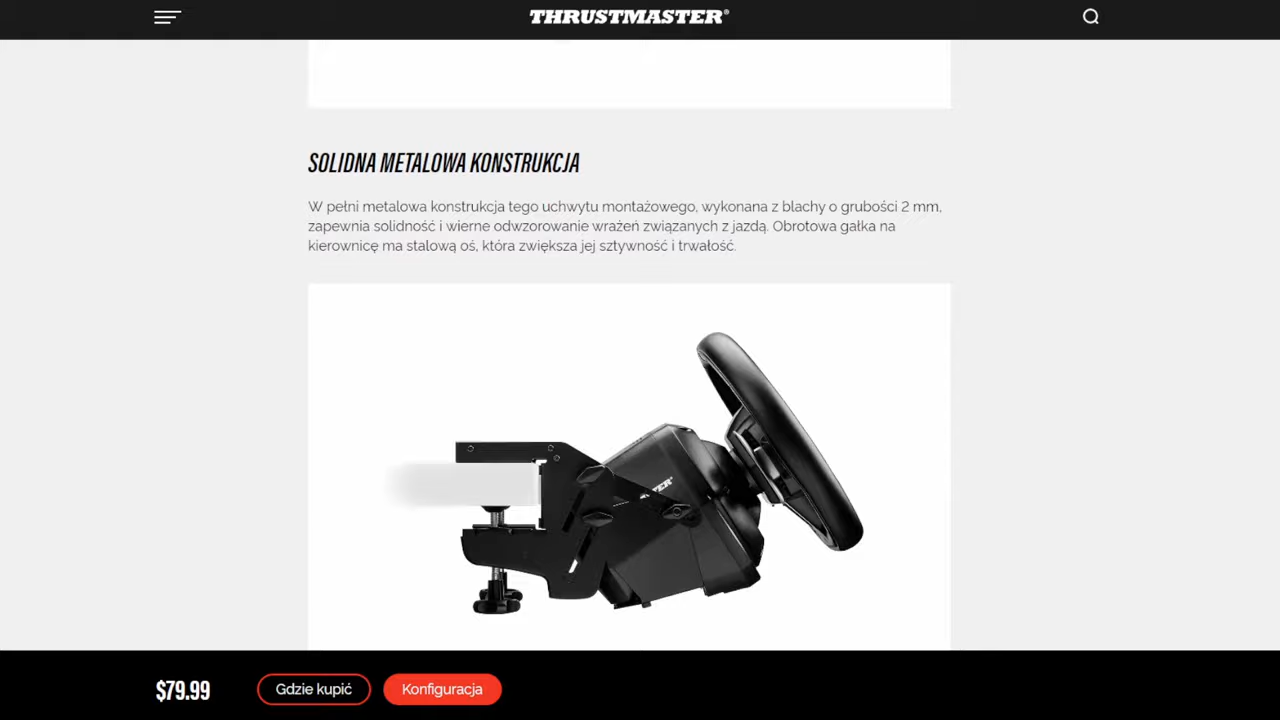 THRUSTMASTER®
SOLIDNA METALOWA KONSTRUKCJA
W pełni metalowa konstrukcja tego uchwytu montażowego, wykonana z blachy o grubości 2 mm,
zapewnia solidność i wierne odwzorowanie wrażeń związanych z jazdą. Obrotowa gałka na
kierownicę ma stalową oś, która zwiększa jej sztywność i trwałość.
$79.99
Gdzie kupić
Konfiguracja